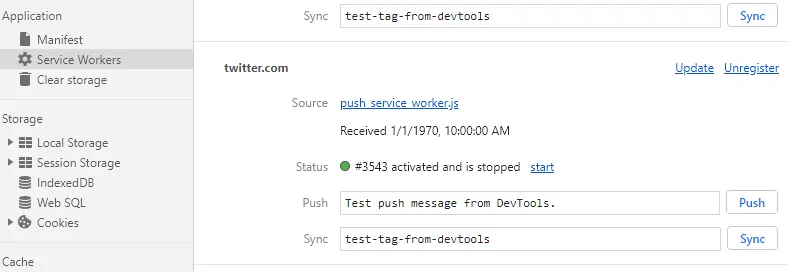 Application
Manifest
Service Workers
Clear storage
Storage
Local Storage
Session Storage
IndexedDB
Web SQL
Cookies
Cache
Sync test-tag-from-devtools Sync
twitter.com Update Unregister
Source push_service_worker.js
Received 1/1/1970, 10:00:00 AM
Status #3543 activated and is stopped start
Push Test push message from DevTools. Push
Sync test-tag-from-devtools Sync